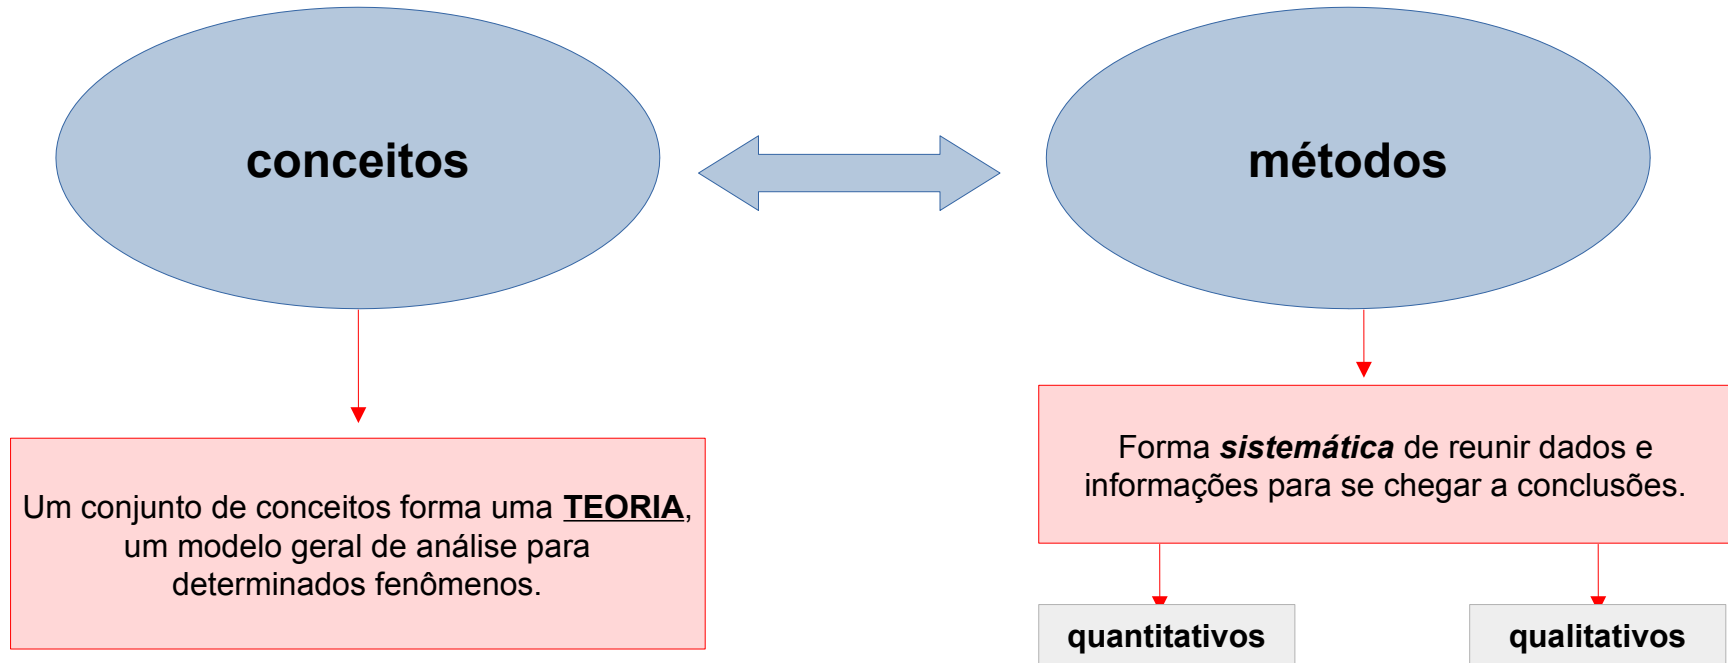 conceitos
métodos
Um conjunto de conceitos forma uma TEORIA,
um modelo geral de análise para
determinados fenômenos.
Forma sistemática de reunir dados e
informações para se chegar a conclusões.
quantitativos
qualitativos